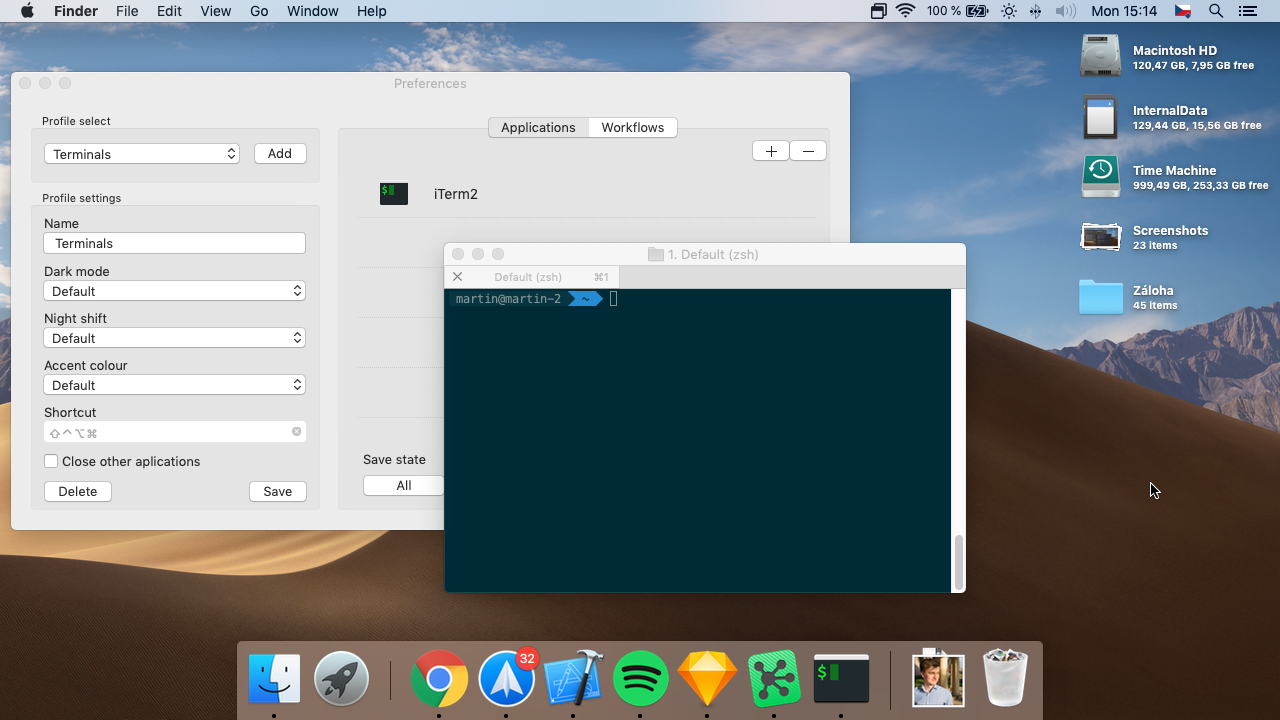 Finder File Edit View Go Window Help 100 % Mon 15:14
Macintosh HD
120,47 GB, 7,95 GB free
InternalData
129,44 GB, 15,56 GB free
Time Machine
999,49 GB, 253,33 GB free
Screenshots
23 items
Záloha
45 items
Preferences
Profile select
Terminals
Add
Profile settings
Name
Terminals
Dark mode
Default
Night shift
Default
Accent colour
Default
Shortcut
⇧^⌥⌘
Close other aplications
Delete
Save
Applications Workflows
+ −
iTerm2
Save state
All
1. Default (zsh)
Default (zsh) ⌘1
martin@martin-2 ~
32
$